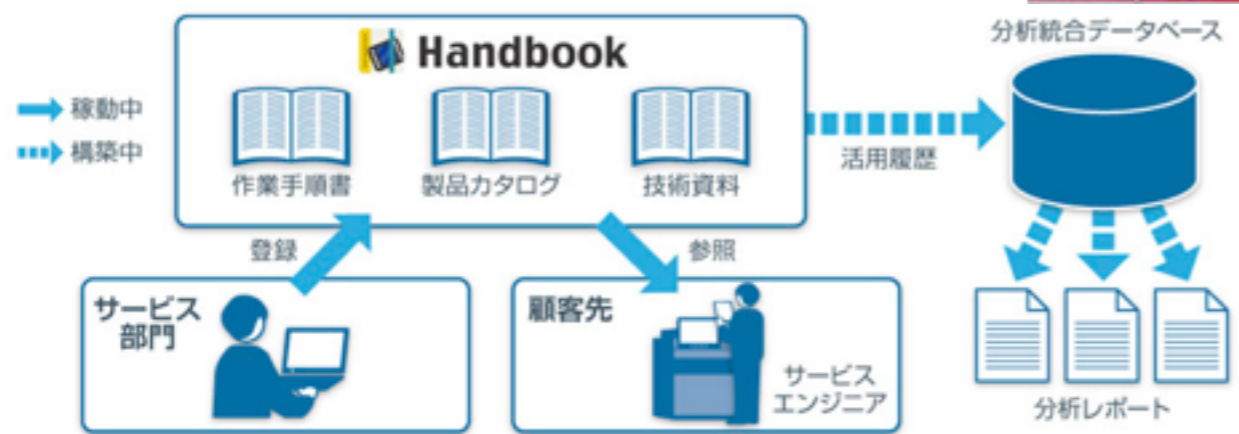 Handbook
分析統合データベース
稼動中
構築中
作業手順書
製品カタログ
技術資料
活用履歴
登録
参照
サービス
部門
顧客先
サービス
エンジニア
分析レポート